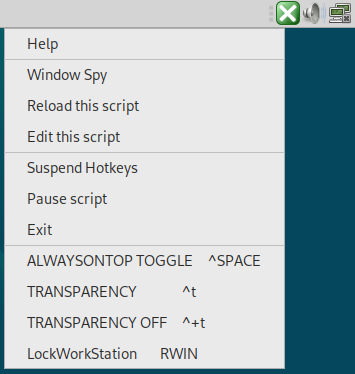 Help
Window Spy
Reload this script
Edit this script
Suspend Hotkeys
Pause script
Exit
ALWAYSONTOP TOGGLE ^SPACE
TRANSPARENCY ^t
TRANSPARENCY OFF ^+t
LockWorkStation RWIN